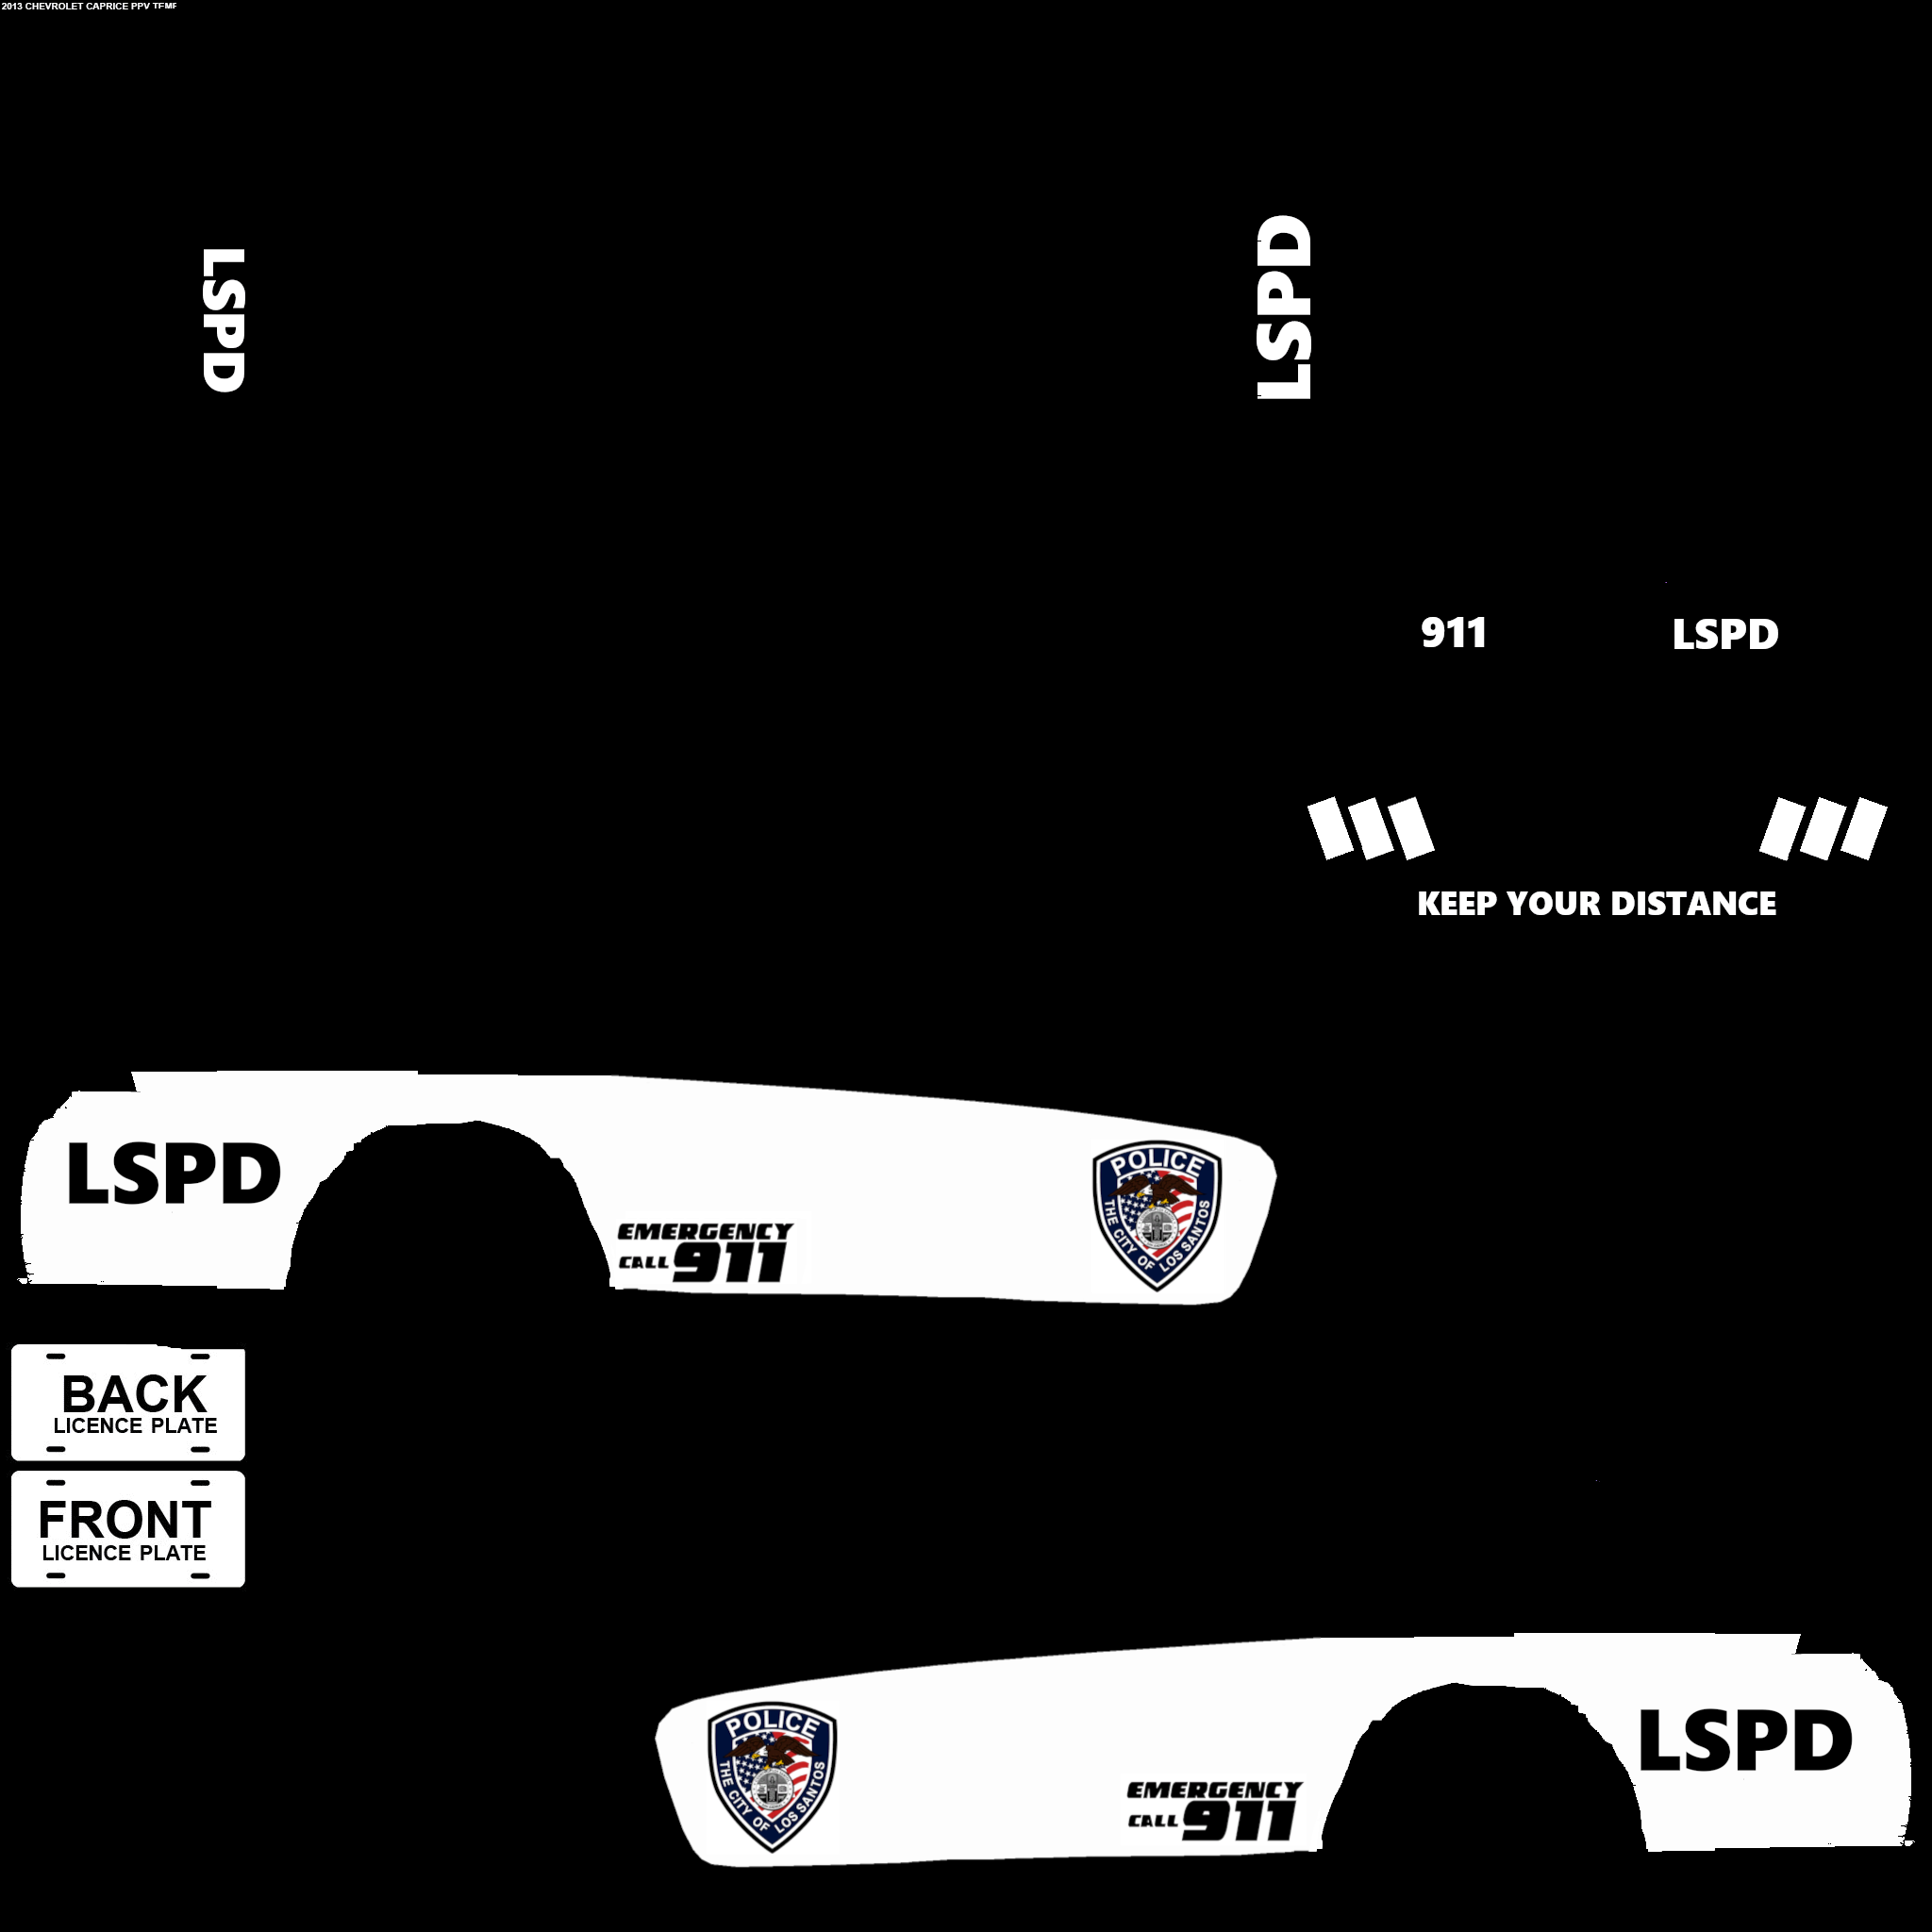 2013 CHEVROLET CAPRICE PPV
LSPD
LSPD
911
LSPD
KEEP YOUR DISTANCE
LSPD
EMERGENCY
CALL 911
POLICE
THE CITY OF LOS SANTOS
BACK
LICENCE PLATE
FRONT
LICENCE PLATE
POLICE
THE CITY OF LOS SANTOS
EMERGENCY
CALL 911
LSPD